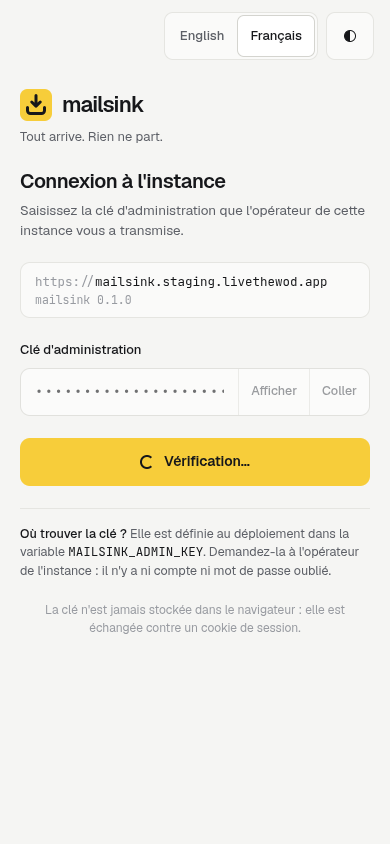 English Français
mailsink
Tout arrive. Rien ne part.
Connexion à l'instance
Saisissez la clé d'administration que l'opérateur de cette
instance vous a transmise.
https://mailsink.staging.livethewod.app
mailsink 0.1.0
Clé d'administration
•••••••••••••••••••• Afficher Coller
Vérification…
Où trouver la clé ? Elle est définie au déploiement dans la
variable MAILSINK_ADMIN_KEY. Demandez-la à l'opérateur
de l'instance : il n'y a ni compte ni mot de passe oublié.
La clé n'est jamais stockée dans le navigateur : elle est
échangée contre un cookie de session.